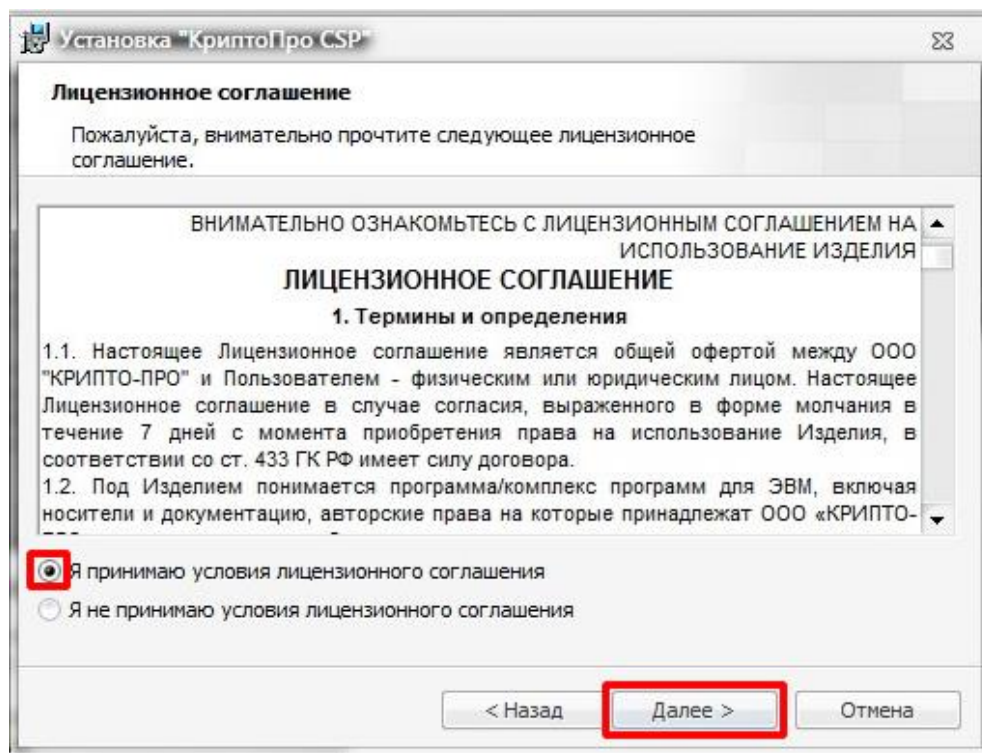 Установка "КриптоПро CSP"
Лицензионное соглашение
Пожалуйста, внимательно прочтите следующее лицензионное
соглашение.
ВНИМАТЕЛЬНО ОЗНАКОМЬТЕСЬ С ЛИЦЕНЗИОННЫМ СОГЛАШЕНИЕМ НА
ИСПОЛЬЗОВАНИЕ ИЗДЕЛИЯ
ЛИЦЕНЗИОННОЕ СОГЛАШЕНИЕ
1. Термины и определения
1.1. Настоящее Лицензионное соглашение является общей офертой между ООО
"КРИПТО-ПРО" и Пользователем - физическим или юридическим лицом. Настоящее
Лицензионное соглашение в случае согласия, выраженного в форме молчания в
течение 7 дней с момента приобретения права на использование Изделия, в
соответствии со ст. 433 ГК РФ имеет силу договора.
1.2. Под Изделием понимается программа/комплекс программ для ЭВМ, включая
носители и документацию, авторские права на которые принадлежат ООО «КРИПТО-
Я принимаю условия лицензионного соглашения
Я не принимаю условия лицензионного соглашения
< Назад
Далее >
Отмена